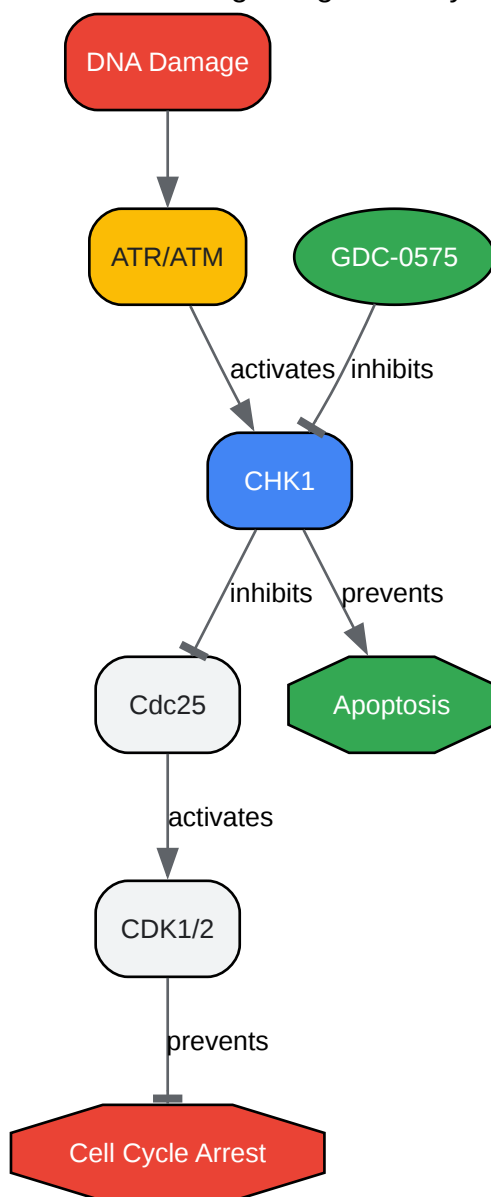 DNA Damage
ATR/ATM
GDC-0575
activates
inhibits
CHK1
inhibits
prevents
Cdc25
Apoptosis
activates
CDK1/2
prevents
Cell Cycle Arrest